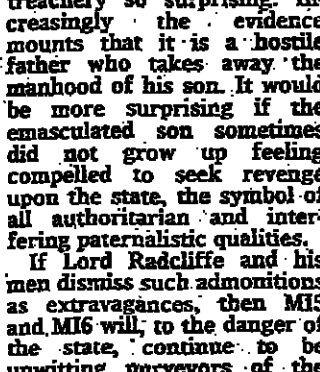 treachery so surprising. In-
creasingly the evidence
mounts that it is a hostile
father who takes away the
manhood of his son. It would
be more surprising if the
emasculated son sometimes
did not grow up feeling
compelled to seek revenge
upon the state, the symbol of
all authoritarian and inter-
fering paternalistic qualities.
If Lord Radcliffe and his
men dismiss such admonitions
as extravagances, then MI5
and MI6 will, to the danger of
the state, continue to be
unwitting purveyors of the